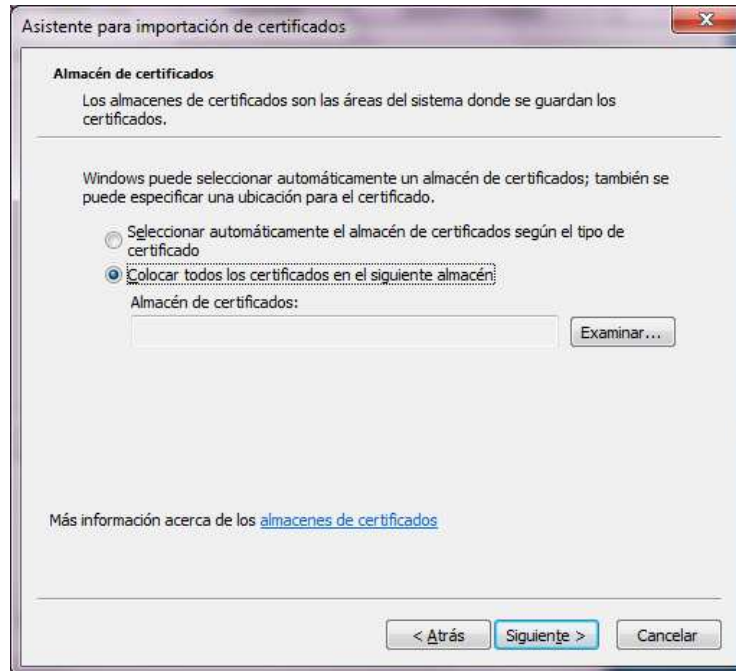 Asistente para importación de certificados
Almacén de certificados
Los almacenes de certificados son las áreas del sistema donde se guardan los
certificados.
Windows puede seleccionar automáticamente un almacén de certificados; también se
puede especificar una ubicación para el certificado.
Seleccionar automáticamente el almacén de certificados según el tipo de
certificado
Colocar todos los certificados en el siguiente almacén
Almacén de certificados:
Examinar...
Más información acerca de los almacenes de certificados
< Atrás Siguiente > Cancelar